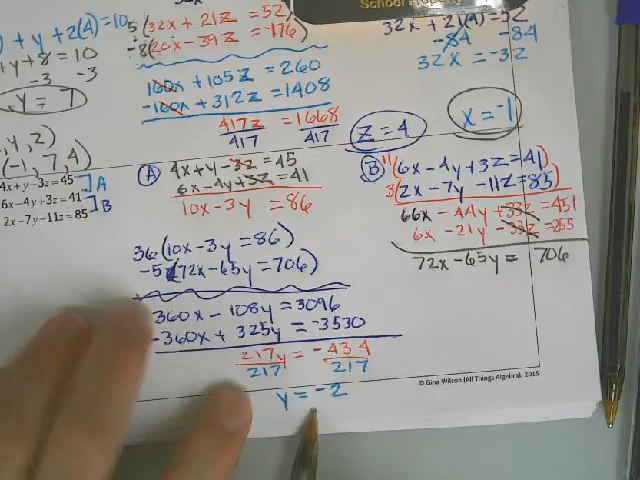 School Property
) + y + 2(4) = 10
+ y + 8 = 10
-3 -3
y = 7
y, z)
(-1, 7, 4)
5(32x + 21z = 52)
-8(20x - 39z = -176)
160x + 105z = 260
-160x + 312z = 1408
417z = 1668
417 417
z = 4
32x + 21(4) = 52
-84 -84
32x = -32
x = -1
4x + y - 3z = 45 ] A
6x - 4y + 3z = 41 ] B
2x - 7y - 11z = 85
A 4x + y - 3z = 45
6x - 4y + 3z = 41
10x - 3y = 86
B 11(6x - 4y + 3z = 41)
3(2x - 7y - 11z = 85)
66x - 44y + 33z = 451
6x - 21y - 33z = 255
72x - 65y = 706
36(10x - 3y = 86)
-5(72x - 65y = 706)
360x - 108y = 3096
-360x + 325y = -3530
217y = -434
217 217
y = -2
© Gina Wilson (All Things Algebra), 2015